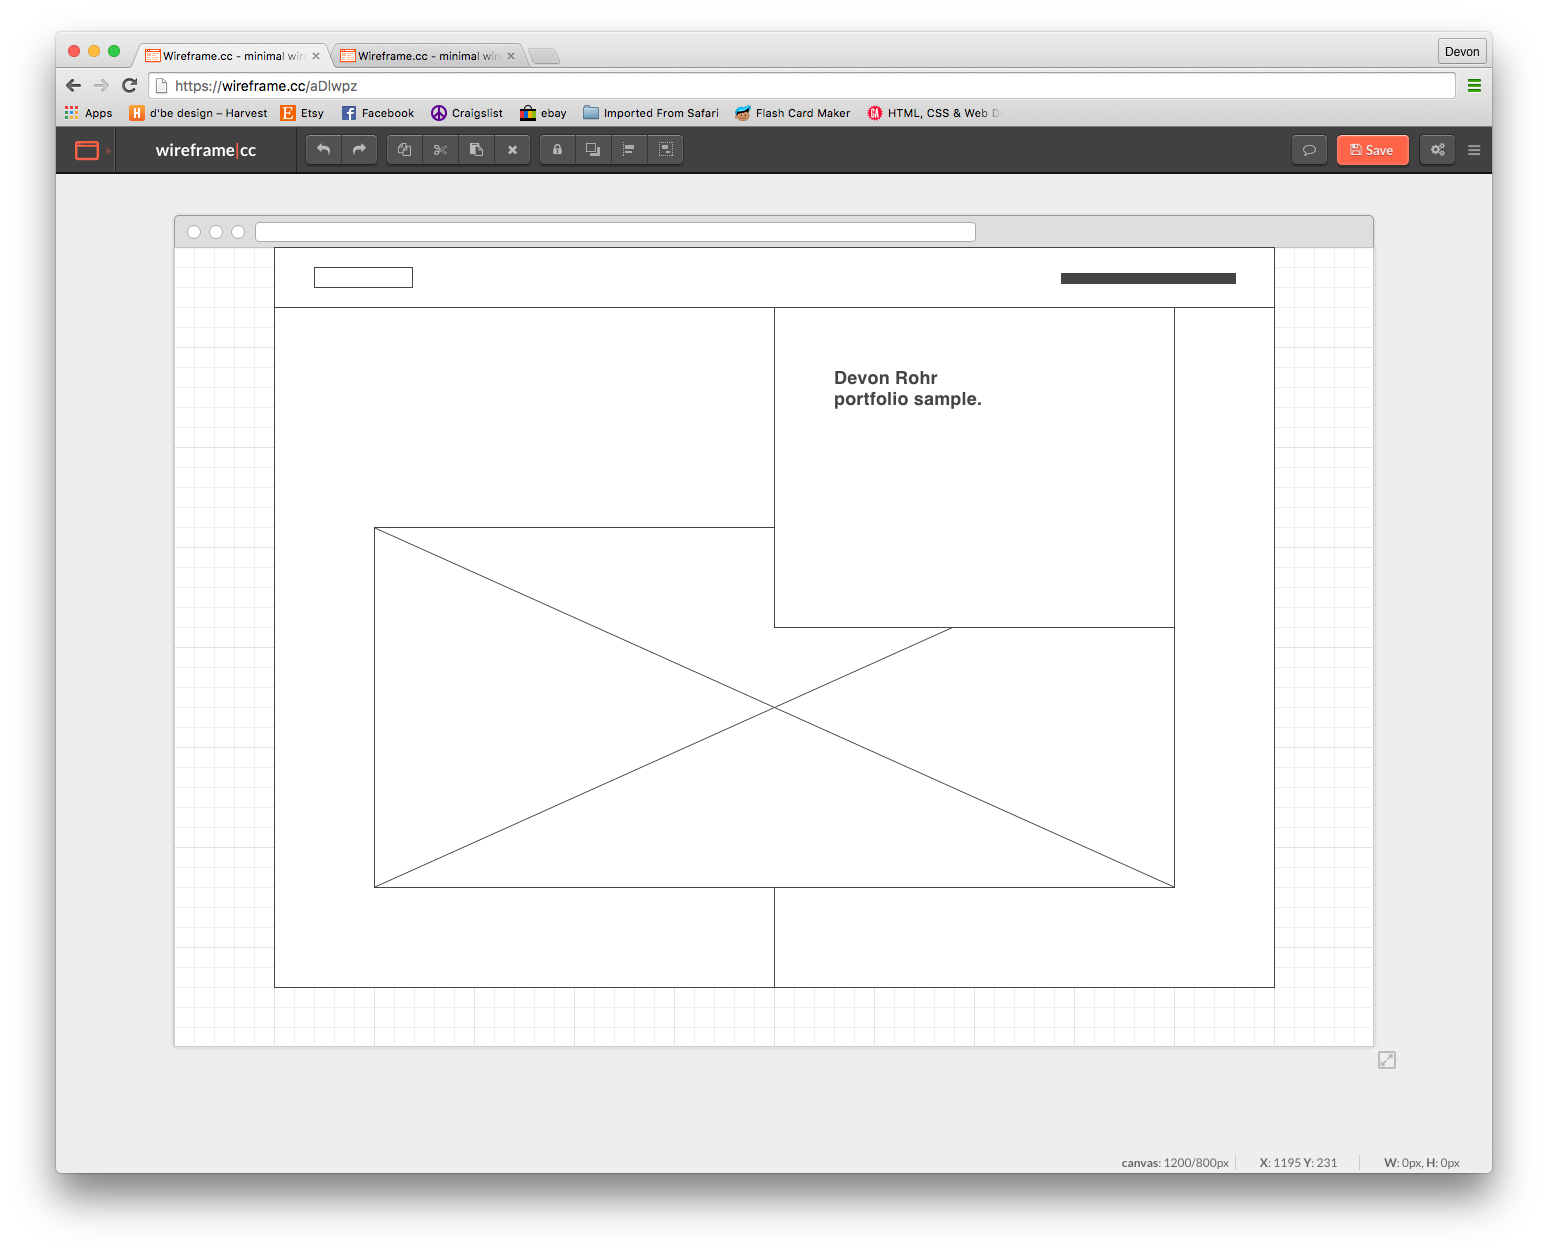 Wireframe.cc - minimal wir
Wireframe.cc - minimal wir
Devon
https://wireframe.cc/aDlwpz
Apps
d'be design – Harvest
Etsy
Facebook
Craigslist
ebay
Imported From Safari
Flash Card Maker
HTML, CSS & Web D
wireframe|cc
Save
Devon Rohr
portfolio sample.
canvas: 1200/800px
X: 1195 Y: 231
W: 0px, H: 0px